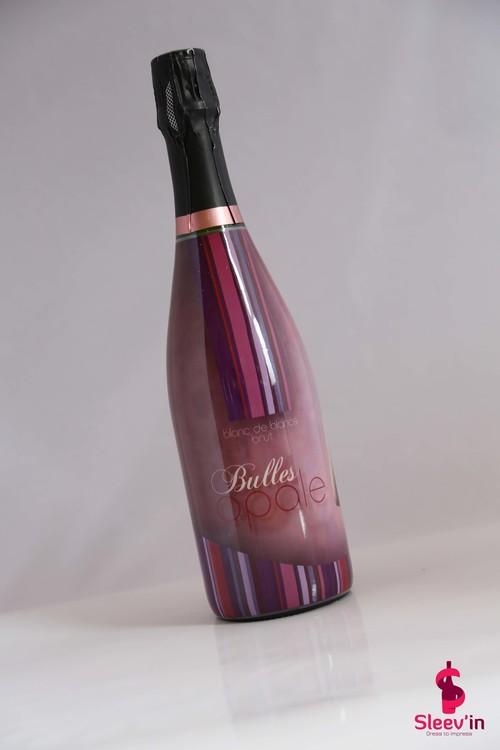 blanc de blancs
brut
Bulles
opale
Sleev'in
Dress to impress